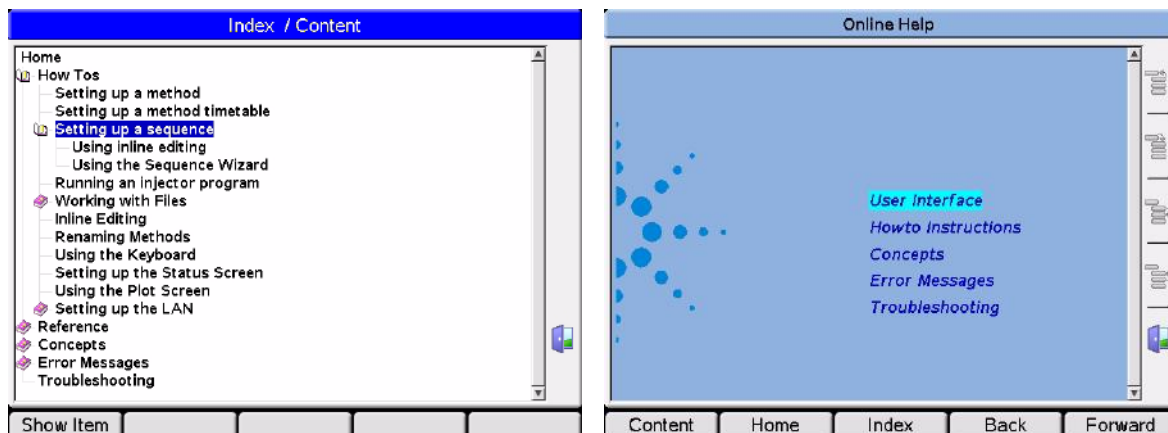 Index / Content
Home
How Tos
Setting up a method
Setting up a method timetable
Setting up a sequence
Using inline editing
Using the Sequence Wizard
Running an injector program
Working with Files
Inline Editing
Renaming Methods
Using the Keyboard
Setting up the Status Screen
Using the Plot Screen
Setting up the LAN
Reference
Concepts
Error Messages
Troubleshooting
Show Item
Online Help
User Interface
Howto Instructions
Concepts
Error Messages
Troubleshooting
Content Home Index Back Forward